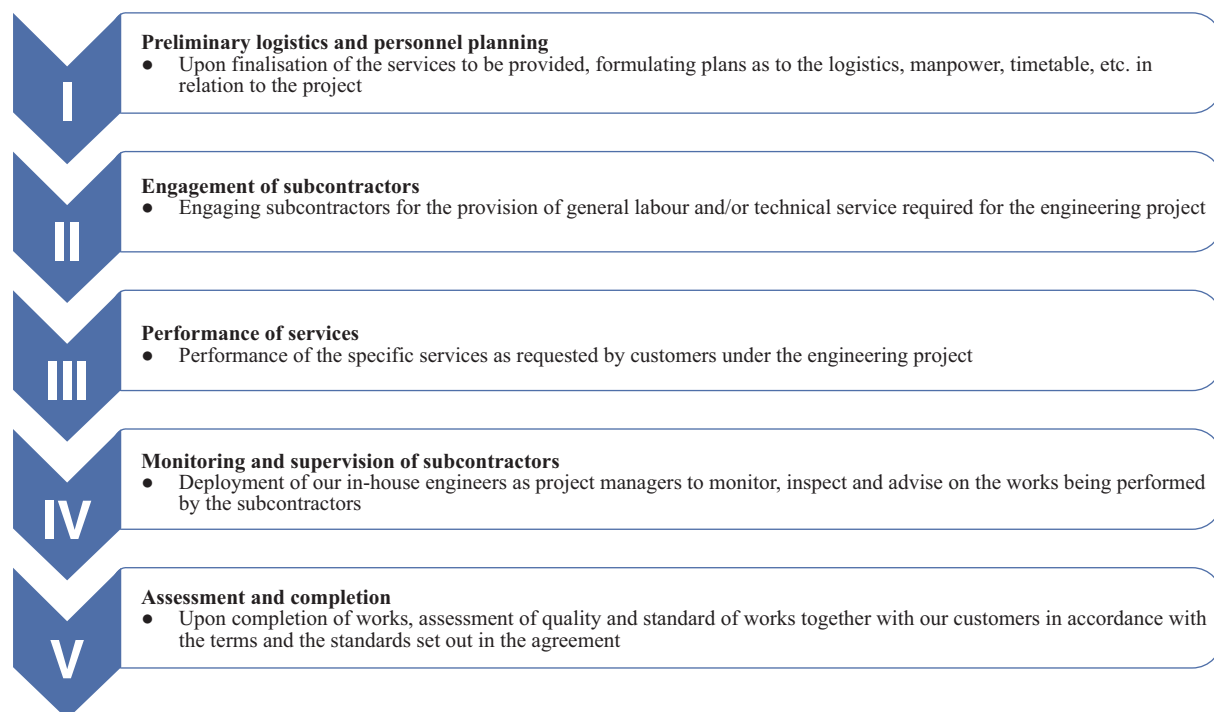 I
Preliminary logistics and personnel planning
● Upon finalisation of the services to be provided, formulating plans as to the logistics, manpower, timetable, etc. in
relation to the project
II
Engagement of subcontractors
● Engaging subcontractors for the provision of general labour and/or technical service required for the engineering project
III
Performance of services
● Performance of the specific services as requested by customers under the engineering project
IV
Monitoring and supervision of subcontractors
● Deployment of our in-house engineers as project managers to monitor, inspect and advise on the works being performed
by the subcontractors
V
Assessment and completion
● Upon completion of works, assessment of quality and standard of works together with our customers in accordance with
the terms and the standards set out in the agreement